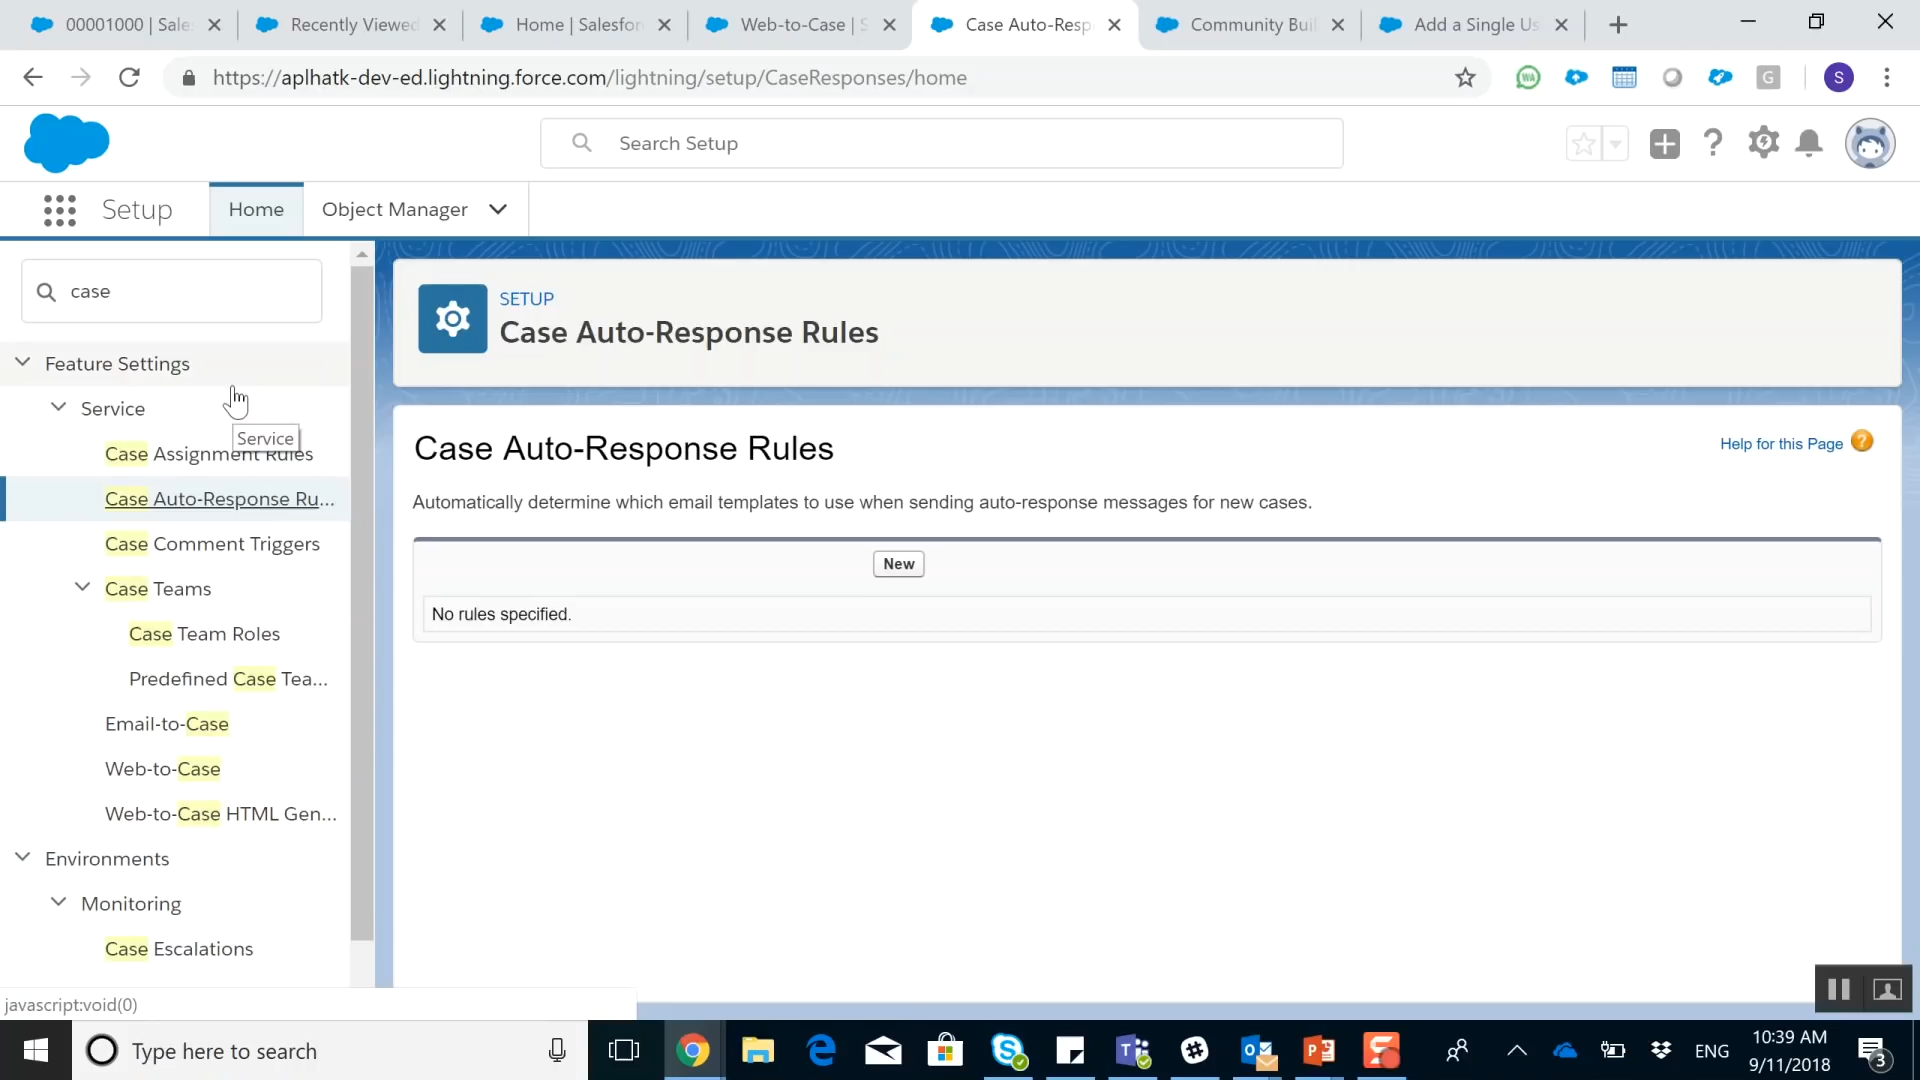 00001000 | Sales
Recently Viewed
Home | Salesfor
Web-to-Case | S
Case Auto-Resp
Community Buil
Add a Single Us
https://aplhatk-dev-ed.lightning.force.com/lightning/setup/CaseResponses/home
WA
G
S
Search Setup
Setup
Home
Object Manager
case
Feature Settings
Service
Service
Case Assignment Rules
Case Auto-Response Ru...
Case Comment Triggers
Case Teams
Case Team Roles
Predefined Case Tea...
Email-to-Case
Web-to-Case
Web-to-Case HTML Gen...
Environments
Monitoring
Case Escalations
javascript:void(0)
SETUP
Case Auto-Response Rules
Case Auto-Response Rules
Help for this Page ?
Automatically determine which email templates to use when sending auto-response messages for new cases.
New
No rules specified.
Type here to search
ENG
10:39 AM
9/11/2018
3